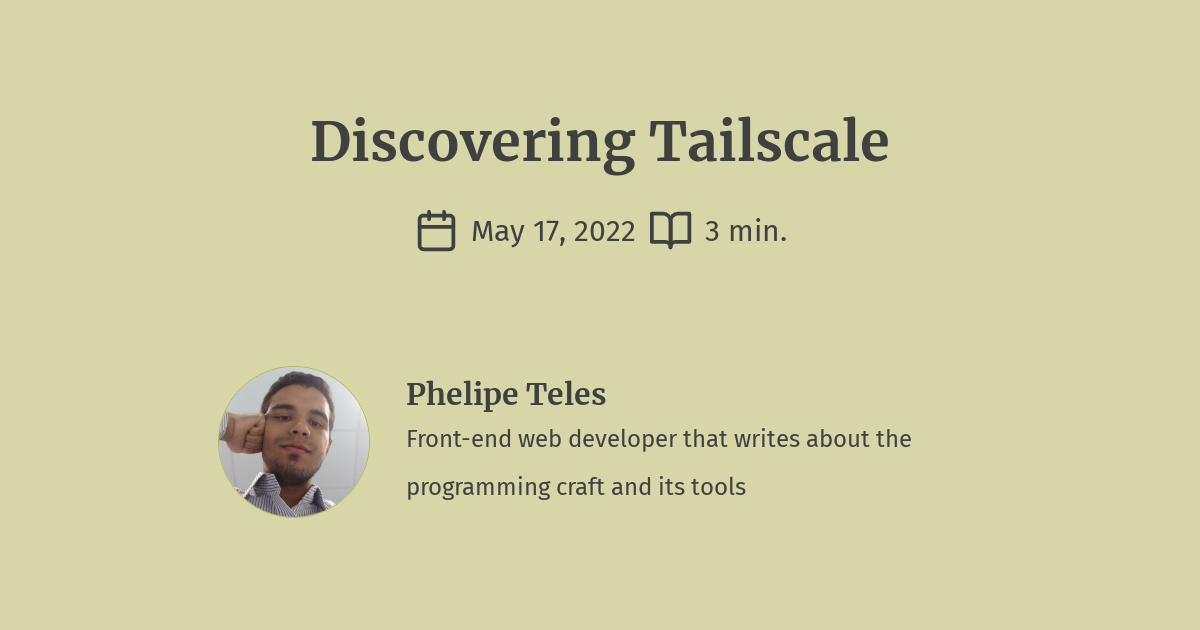 Discovering Tailscale
May 17, 2022 3 min.
Phelipe Teles
Front-end web developer that writes about the
programming craft and its tools